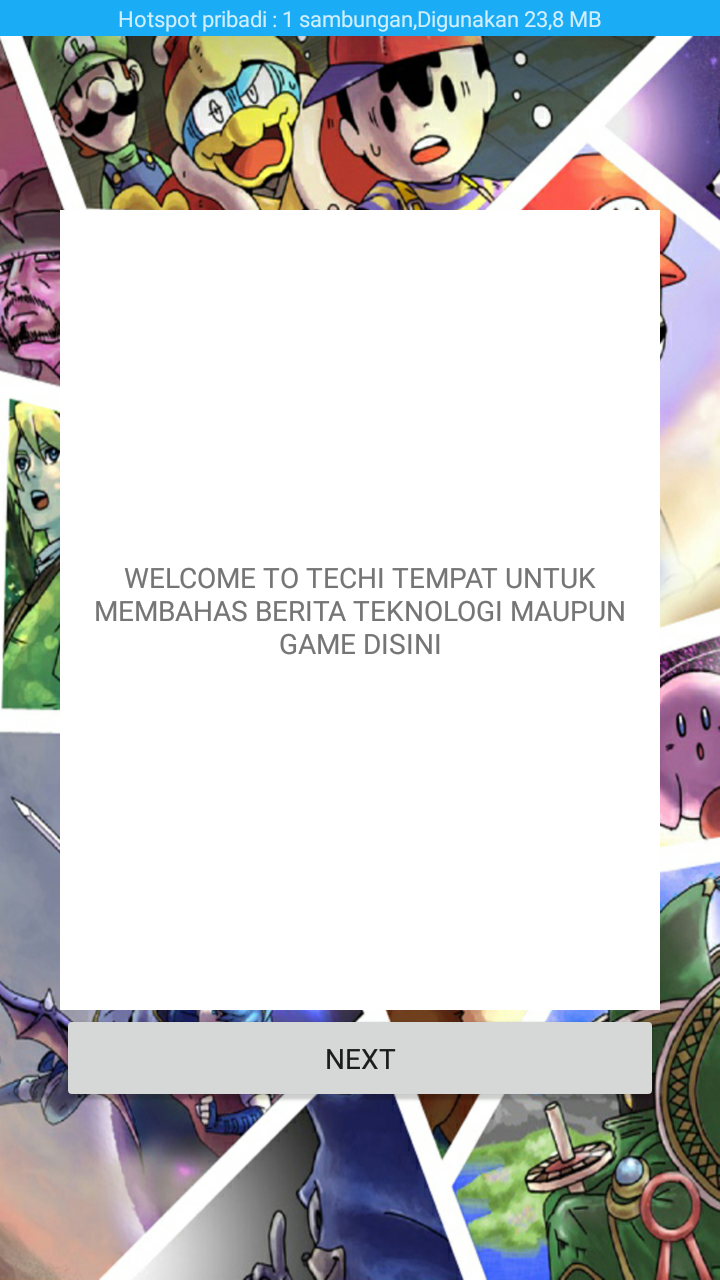 Hotspot pribadi : 1 sambungan,Digunakan 23,8 MB
L
WELCOME TO TECHI TEMPAT UNTUK
MEMBAHAS BERITA TEKNOLOGI MAUPUN
GAME DISINI
NEXT